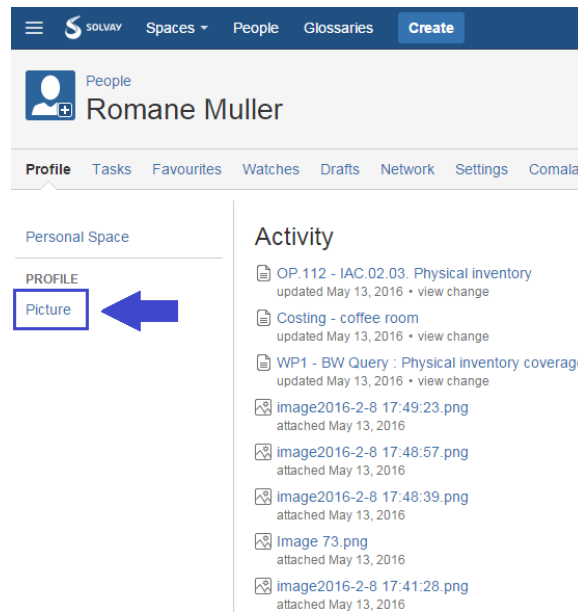 SOLVAY Spaces People Glossaries Create
People
Romane Muller
Profile Tasks Favourites Watches Drafts Network Settings Comala
Personal Space
PROFILE
Picture
Activity
OP.112 - IAC.02.03. Physical inventory
updated May 13, 2016 • view change
Costing - coffee room
updated May 13, 2016 • view change
WP1 - BW Query : Physical inventory coverage
updated May 13, 2016 • view change
image2016-2-8 17:49:23.png
attached May 13, 2016
image2016-2-8 17:48:57.png
attached May 13, 2016
image2016-2-8 17:48:39.png
attached May 13, 2016
Image 73.png
attached May 13, 2016
image2016-2-8 17:41:28.png
attached May 13, 2016